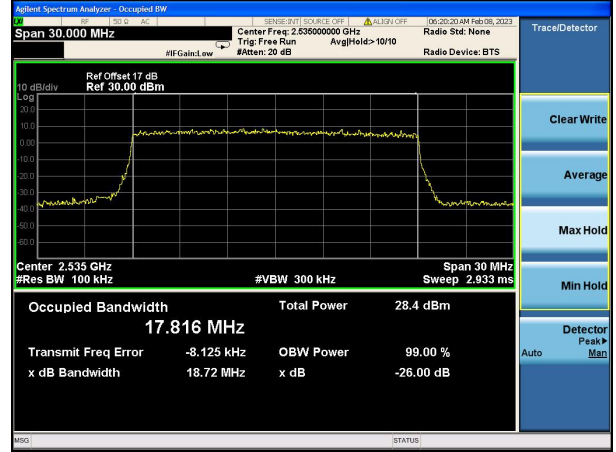 Agilent Spectrum Analyzer - Occupied BW
RF 50 Ω AC SENSE:INT SOURCE OFF ALIGN OFF 06:20:20 AM Feb 08, 2023
Span 30.000 MHz
Center Freq: 2.535000000 GHz
Radio Std: None
Trig: Free Run Avg|Hold:> 10/10
#IFGain:Low #Atten: 20 dB Radio Device: BTS
Ref Offset 17 dB
10 dB/div Ref 30.00 dBm
Log
20.0
10.0
0.00
-10.0
-20.0
-30.0
-40.0
-50.0
-60.0
Center 2.535 GHz Span 30 MHz
#Res BW 100 kHz #VBW 300 kHz Sweep 2.933 ms
Occupied Bandwidth Total Power 28.4 dBm
17.816 MHz
Transmit Freq Error -8.125 kHz OBW Power 99.00 %
x dB Bandwidth 18.72 MHz x dB -26.00 dB
MSG STATUS
Trace/Detector
Clear Write
Average
Max Hold
Min Hold
Detector
Peak▶
Auto Man